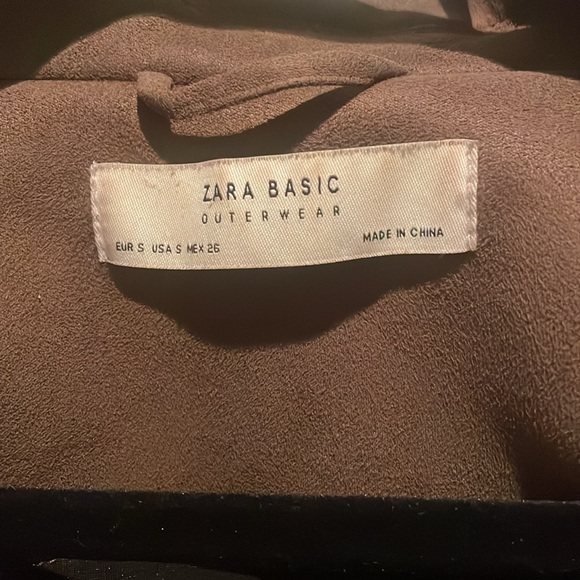 ZARA BASIC
OUTERWEAR
EUR S USA S MEX 26
MADE IN CHINA